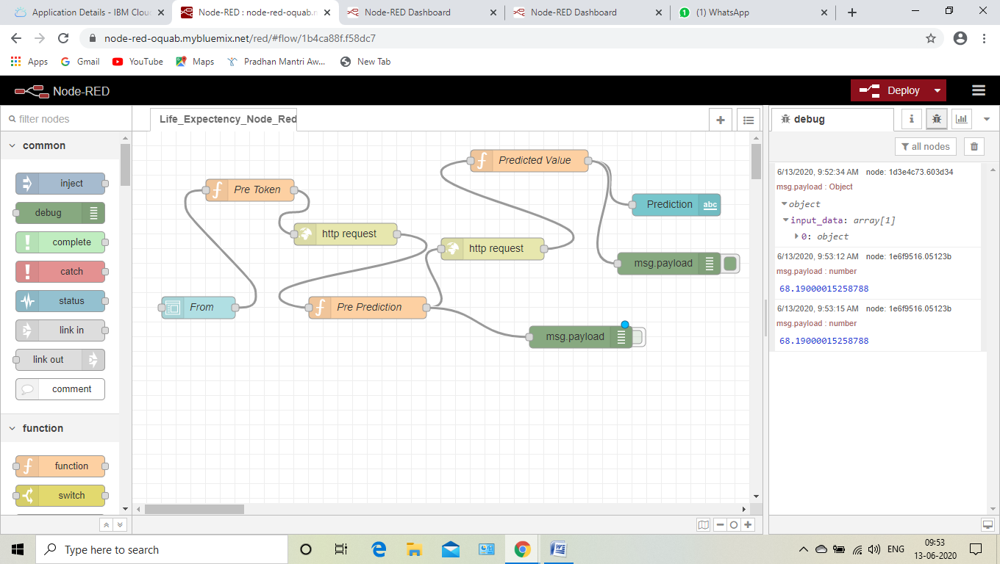 Application Details - IBM Clou
Node-RED : node-red-oquab.m
Node-RED Dashboard
Node-RED Dashboard
1
(1) WhatsApp
node-red-oquab.mybluemix.net/red/#flow/1b4ca88f.f58dc7
Apps
Gmail
YouTube
Maps
Pradhan Mantri Aw...
New Tab
Node-RED
Deploy
filter nodes
Life_Expectency_Node_Red
debug
i
all nodes
common
inject
debug
complete
catch
status
link in
link out
comment
function
function
switch
Pre Token
http request
From
Pre Prediction
http request
Predicted Value
Prediction
abc
msg.payload
msg.payload
6/13/2020, 9:52:34 AM node: 1d3e4c73.603d34
msg.payload : Object
object
input_data: array[1]
0: object
6/13/2020, 9:53:12 AM node: 1e6f9516.05123b
msg.payload : number
68.19000015258788
6/13/2020, 9:53:15 AM node: 1e6f9516.05123b
msg.payload : number
68.19000015258788
Type here to search
ENG
09:53
13-06-2020